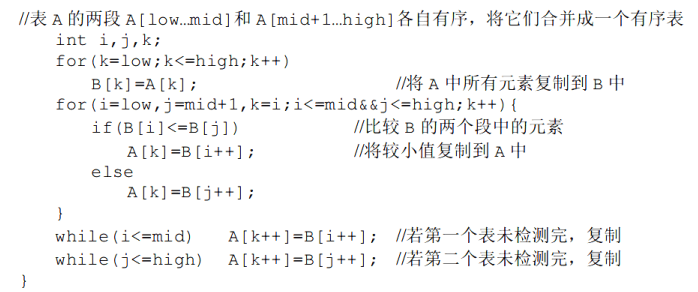 //表 A 的两段 A[low…mid]和 A[mid+1…high]各自有序，将它们合并成一个有序表
int i,j,k;
for(k=low;k<=high;k++)
B[k]=A[k]; //将 A 中所有元素复制到 B 中
for(i=low,j=mid+1,k=i;i<=mid&&j<=high;k++){
if(B[i]<=B[j]) //比较 B 的两个段中的元素
A[k]=B[i++]; //将较小值复制到 A 中
else
A[k]=B[j++];
}
while(i<=mid) A[k++]=B[i++]; //若第一个表未检测完，复制
while(j<=high) A[k++]=B[j++]; //若第二个表未检测完，复制
}